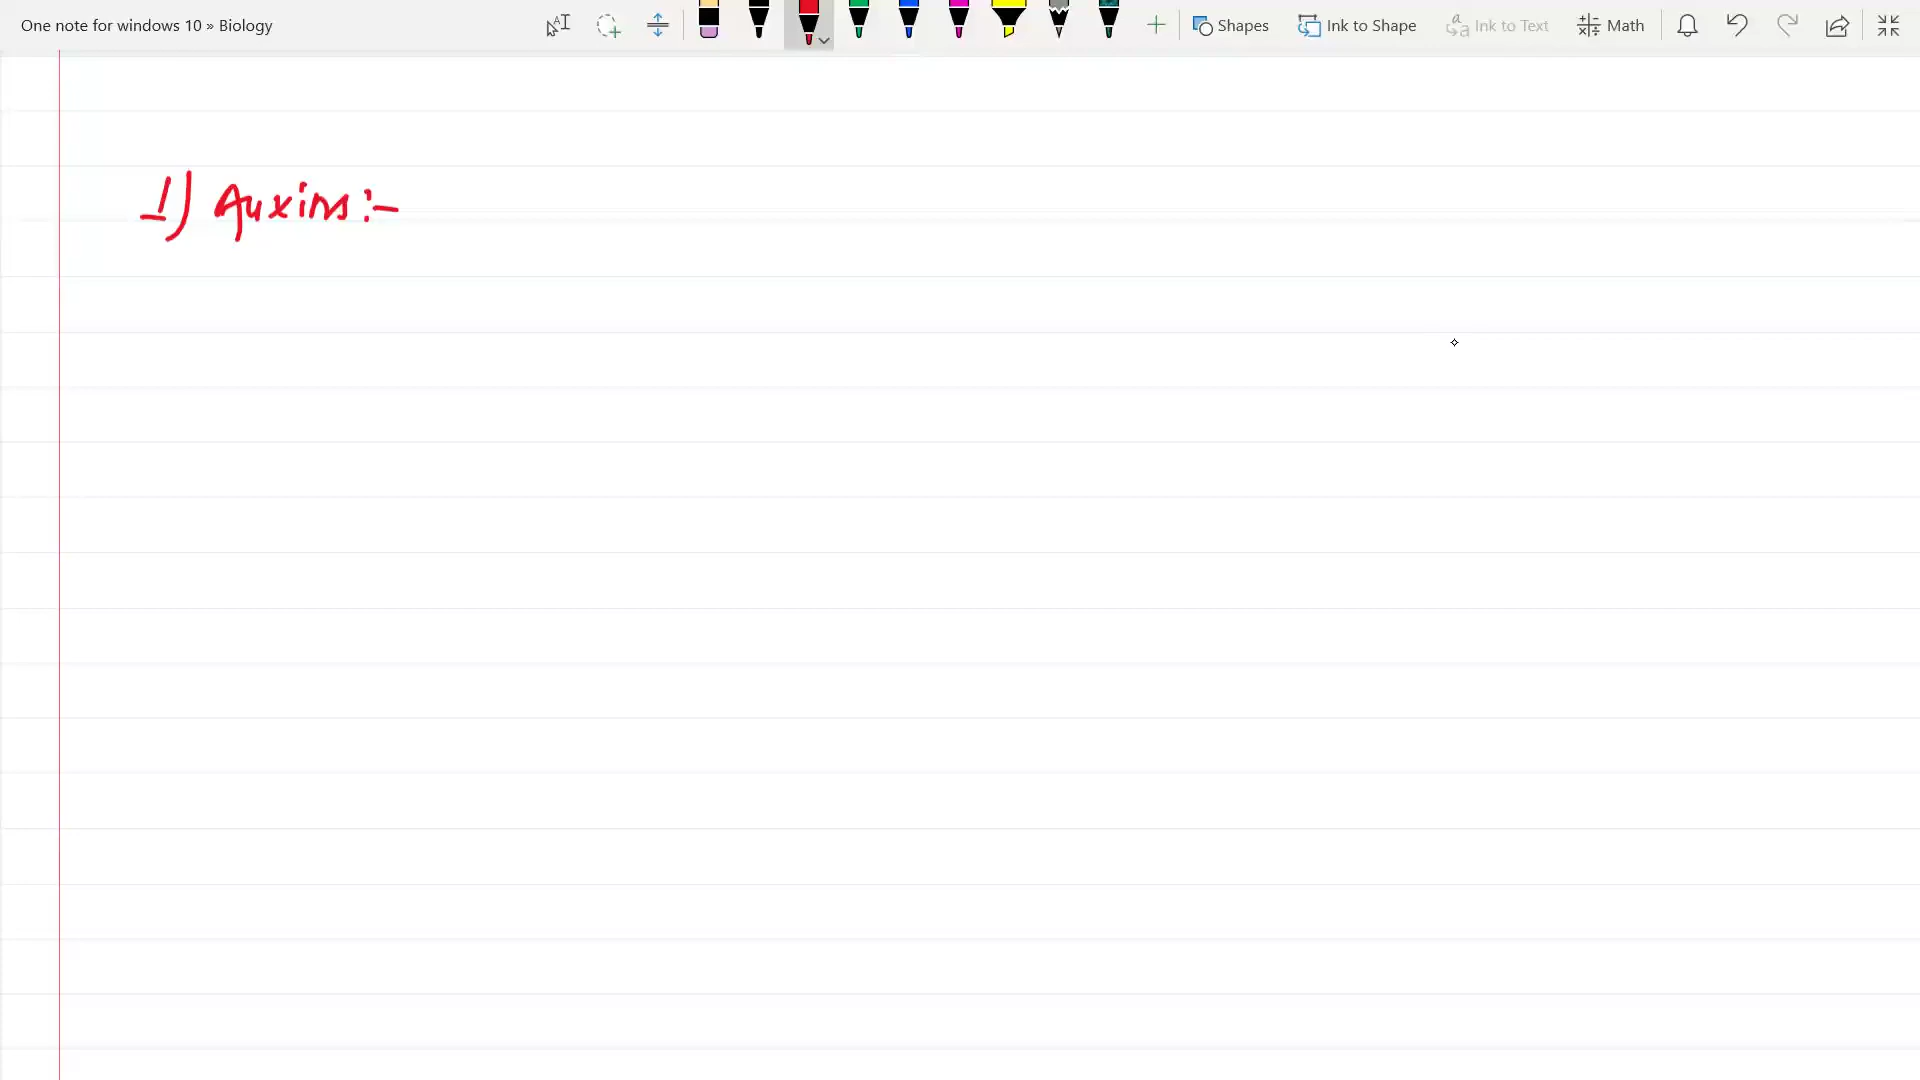 One note for windows 10 » Biology
Shapes
Ink to Shape
Ink to Text
Math
1) Auxins :-